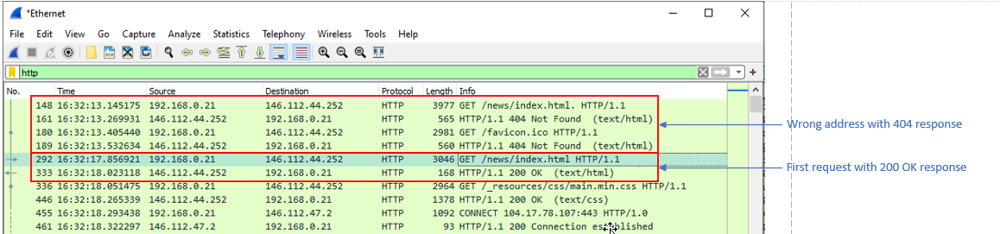 *Ethernet
File Edit View Go Capture Analyze Statistics Telephony Wireless Tools Help
http
No. Time Source Destination Protocol Length Info
148 16:32:13.145175 192.168.0.21 146.112.44.252 HTTP 3977 GET /news/index.html. HTTP/1.1
161 16:32:13.269931 146.112.44.252 192.168.0.21 HTTP 565 HTTP/1.1 404 Not Found (text/html)
Wrong address with 404 response
180 16:32:13.405440 192.168.0.21 146.112.44.252 HTTP 2981 GET /favicon.ico HTTP/1.1
189 16:32:13.532634 146.112.44.252 192.168.0.21 HTTP 560 HTTP/1.1 404 Not Found (text/html)
292 16:32:17.856921 192.168.0.21 146.112.44.252 HTTP 3046 GET /news/index.html HTTP/1.1
First request with 200 OK response
333 16:32:18.023118 146.112.44.252 192.168.0.21 HTTP 168 HTTP/1.1 200 OK (text/html)
336 16:32:18.051475 192.168.0.21 146.112.44.252 HTTP 2964 GET /_resources/css/main.min.css HTTP/1.1
446 16:32:18.265339 146.112.44.252 192.168.0.21 HTTP 1378 HTTP/1.1 200 OK (text/css)
455 16:32:18.293438 192.168.0.21 146.112.47.2 HTTP 1092 CONNECT 104.17.78.107:443 HTTP/1.0
461 16:32:18.322297 146.112.47.2 192.168.0.21 HTTP 93 HTTP/1.1 200 Connection established